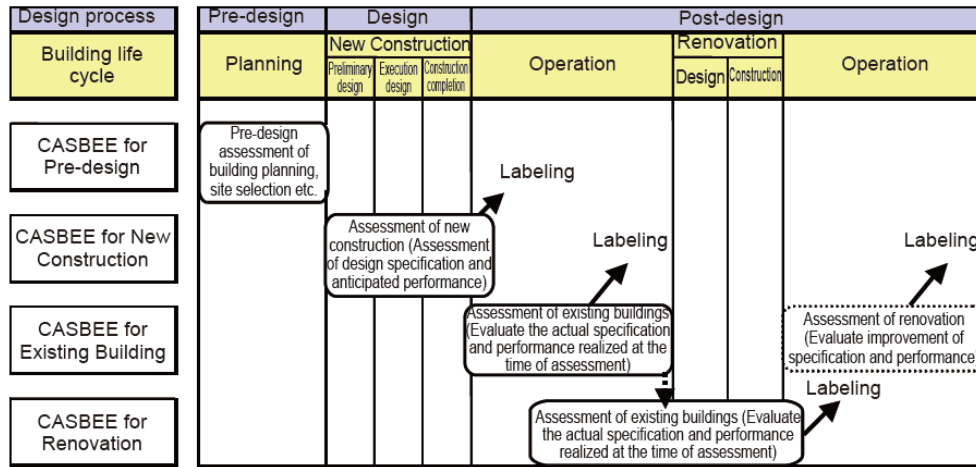 Design process
Pre-design
Design
Post-design
Building life
cycle
Planning
New Construction
Preliminary
design
Execution
design
Construction
completion
Operation
Renovation
Design
Construction
Operation
CASBEE for
Pre-design
Pre-design
assessment of
building planning,
site selection etc.
Labeling
CASBEE for New
Construction
Assessment of new
construction (Assessment
of design specification and
anticipated performance)
Labeling
Labeling
CASBEE for
Existing Building
Assessment of existing buildings
(Evaluate the actual specification
and performance realized at the
time of assessment)
Assessment of renovation
(Evaluate improvement of
specification and performance
Labeling
CASBEE for
Renovation
Assessment of existing buildings (Evaluate
the actual specification and performance
realized at the time of assessment)